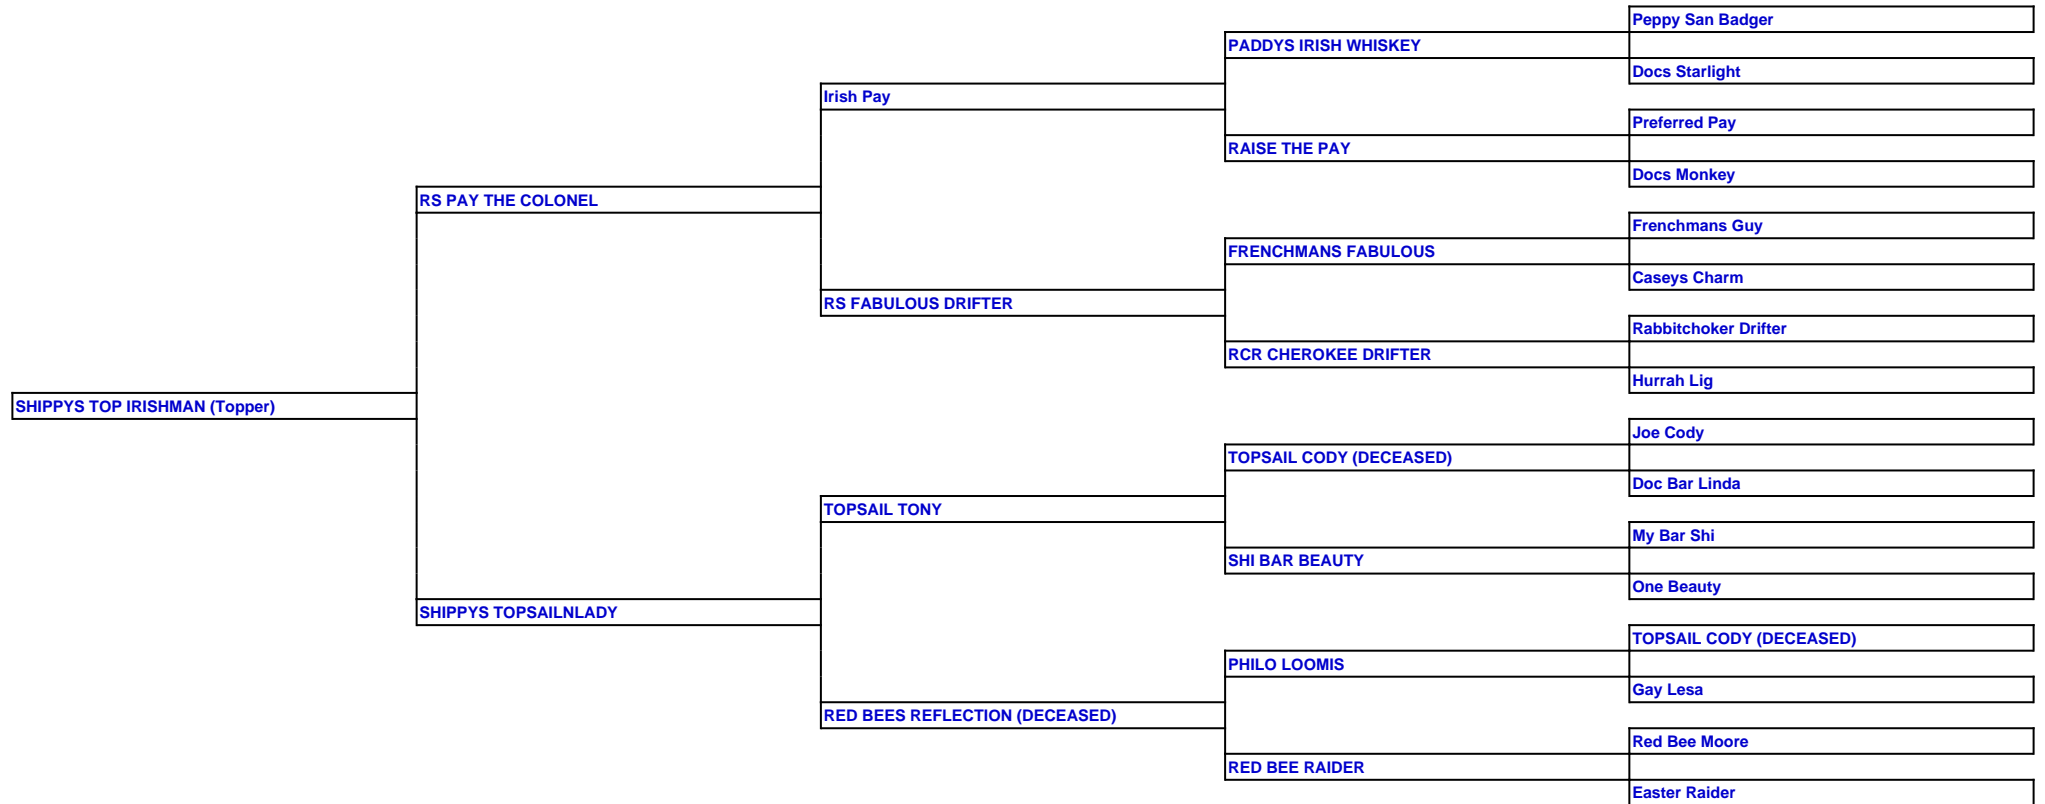 Peppy San Badger
PADDYS IRISH WHISKEY
Docs Starlight
Irish Pay
Preferred Pay
RAISE THE PAY
Docs Monkey
RS PAY THE COLONEL
Frenchmans Guy
FRENCHMANS FABULOUS
Caseys Charm
RS FABULOUS DRIFTER
Rabbitchoker Drifter
RCR CHEROKEE DRIFTER
Hurrah Lig
SHIPPYS TOP IRISHMAN (Topper)
Joe Cody
TOPSAIL CODY (DECEASED)
Doc Bar Linda
TOPSAIL TONY
My Bar Shi
SHI BAR BEAUTY
One Beauty
SHIPPYS TOPSAILNLADY
TOPSAIL CODY (DECEASED)
PHILO LOOMIS
Gay Lesa
RED BEES REFLECTION (DECEASED)
Red Bee Moore
RED BEE RAIDER
Easter Raider